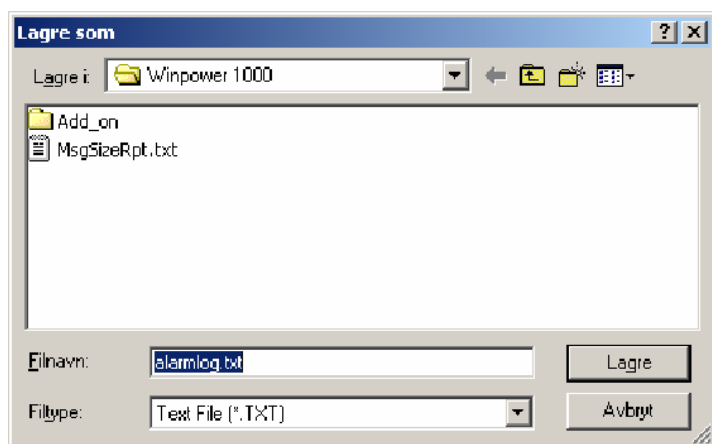 Lagre som
Lagre i: Winpower 1000
Add_on
MsgSizeRpt.txt
Filnavn: alarmlog.txt Lagre
Filtype: Text File (*.TXT) Avbryt